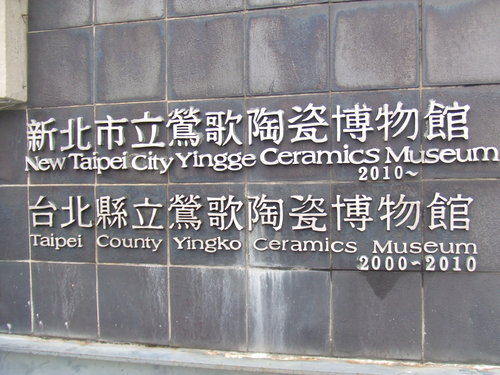 新北市立鶯歌陶瓷博物館
New Taipei City Yingge Ceramics Museum
2010~
台北縣立鶯歌陶瓷博物館
Taipei County Yingko Ceramics Museum
2000~2010